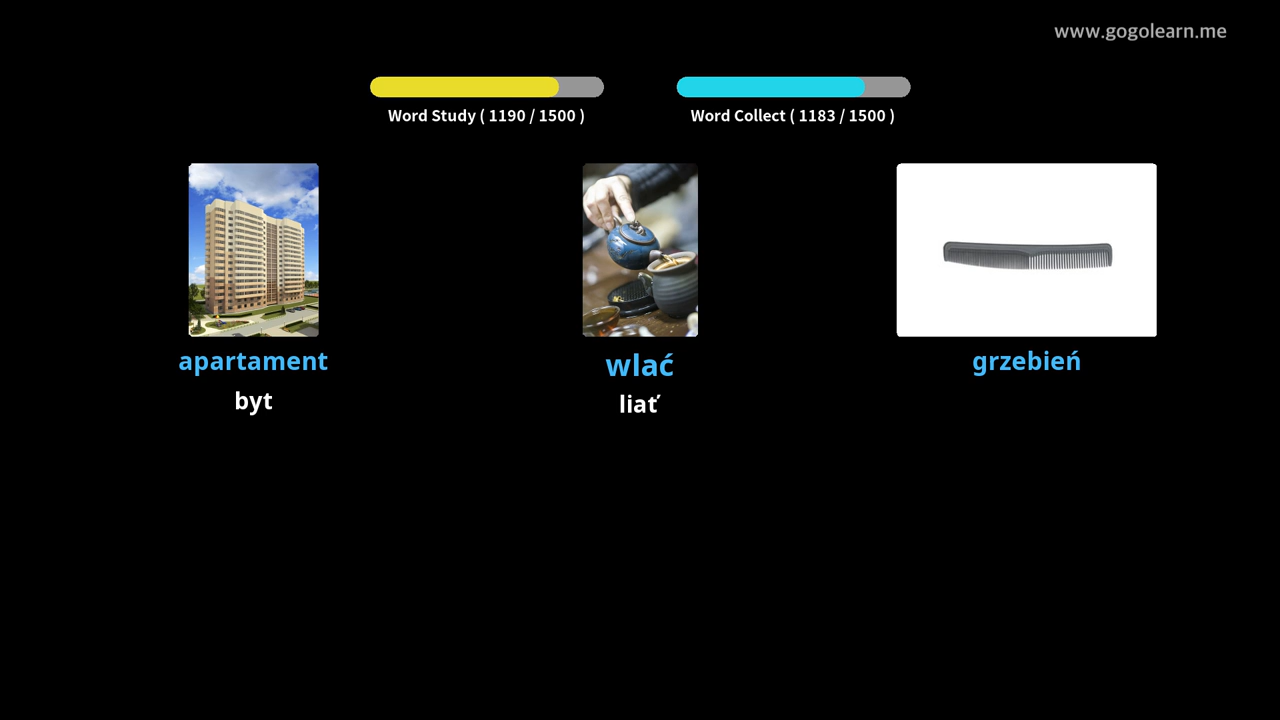 www.gogolearn.me
Word Study ( 1190 / 1500 )
Word Collect ( 1183 / 1500 )
apartament
byt
wlać
liať
grzebień